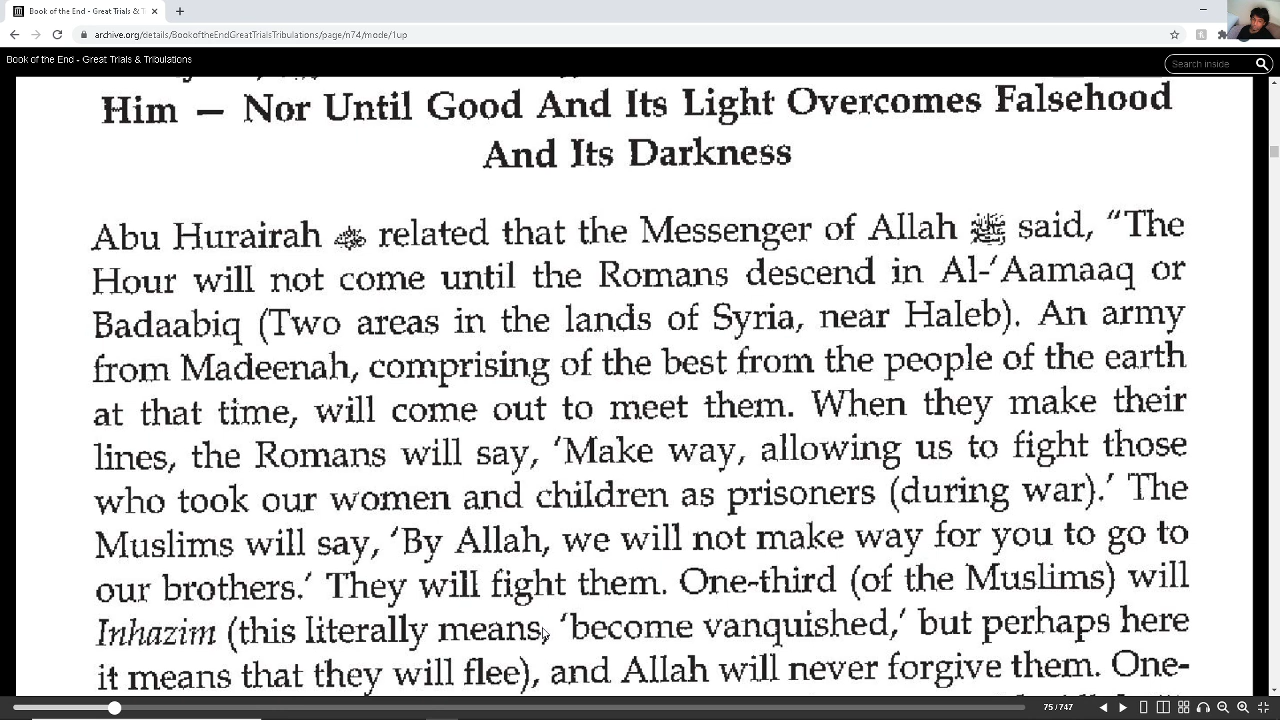 Book of the End - Great Trials & T
archive.org/details/BookoftheEndGreatTrialsTribulations/page/n74/mode/1up
Book of the End - Great Trials & Tribulations
Search inside
Him — Nor Until Good And Its Light Overcomes Falsehood
And Its Darkness
Abu Hurairah related that the Messenger of Allah ﷺ said, “The
Hour will not come until the Romans descend in Al-‘Aamaaq or
Badaabiq (Two areas in the lands of Syria, near Haleb). An army
from Madeenah, comprising of the best from the people of the earth
at that time, will come out to meet them. When they make their
lines, the Romans will say, ‘Make way, allowing us to fight those
who took our women and children as prisoners (during war).’ The
Muslims will say, ‘By Allah, we will not make way for you to go to
our brothers.’ They will fight them. One-third (of the Muslims) will
Inhazim (this literally means, ‘become vanquished,’ but perhaps here
it means that they will flee), and Allah will never forgive them. One-
75 / 747